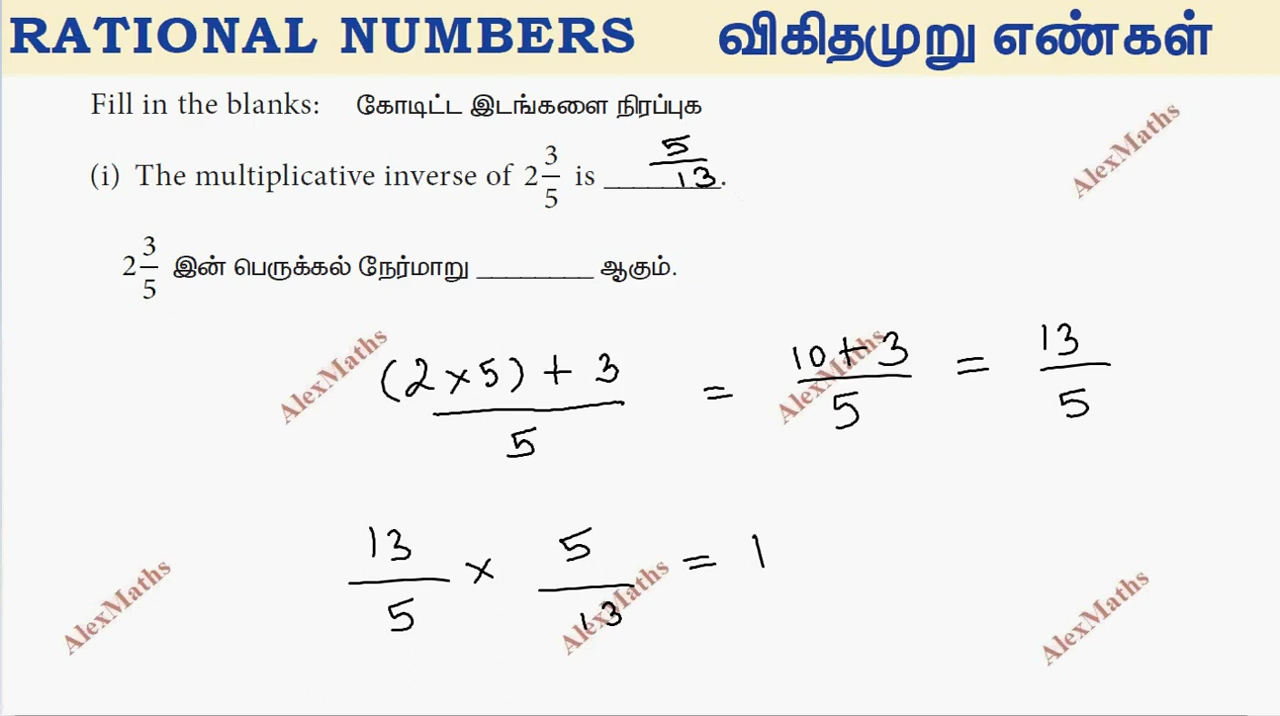 RATIONAL NUMBERS விகிதமுறு எண்கள்
Fill in the blanks: கோடிட்ட இடங்களை நிரப்புக
(i) The multiplicative inverse of 2 3/5 is 5/13.
2 3/5 இன் பெருக்கல் நேர்மாறு ________ ஆகும்.
((2 × 5) + 3)/5 = (10 + 3)/5 = 13/5
13/5 × 5/13 = 1
AlexMaths
AlexMaths
AlexMaths
AlexMaths
AlexMaths
AlexMaths